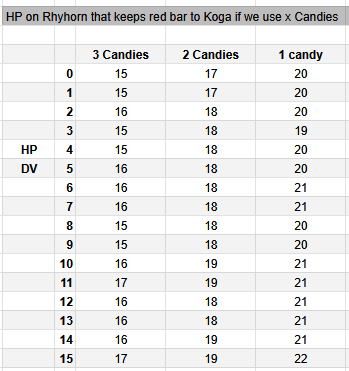 HP on Rhyhorn that keeps red bar to Koga if we use x Candies
3 Candies 2 Candies 1 candy
0 15 17 20
1 15 17 20
2 16 18 20
3 15 18 19
HP 4 15 18 20
DV 5 16 18 20
6 16 18 21
7 16 18 21
8 15 18 20
9 15 18 20
10 16 19 21
11 17 19 21
12 16 18 21
13 16 18 21
14 16 19 21
15 17 19 22